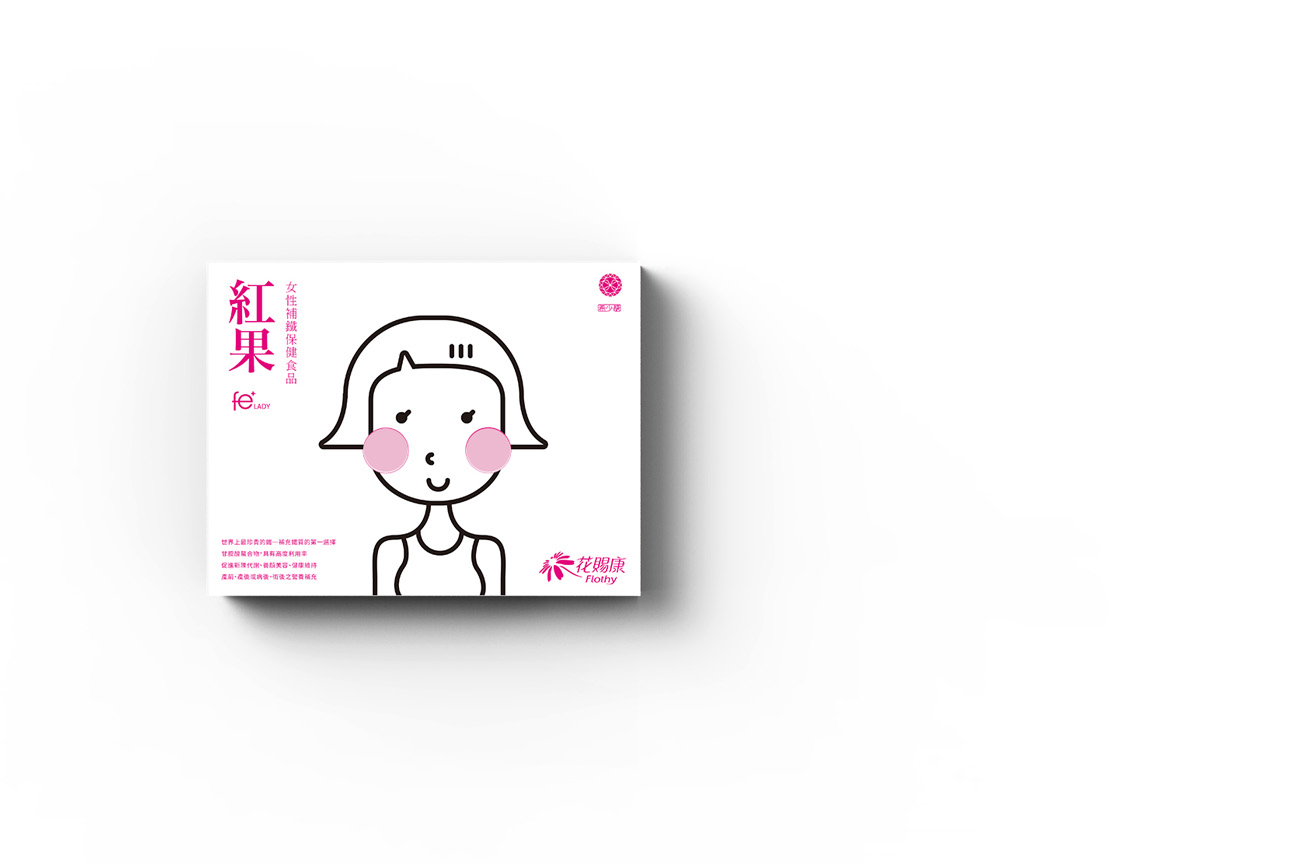 紅果
女性補鐵保健食品
fe+ LADY
世界上最珍貴的鐵—補充鐵質的第一選擇
甘胺酸螯合物，具有高度利用率
促進新陳代謝，養顏美容，健康維持
產前，產後或病後，術後之營養補充
花賜康
Flothy